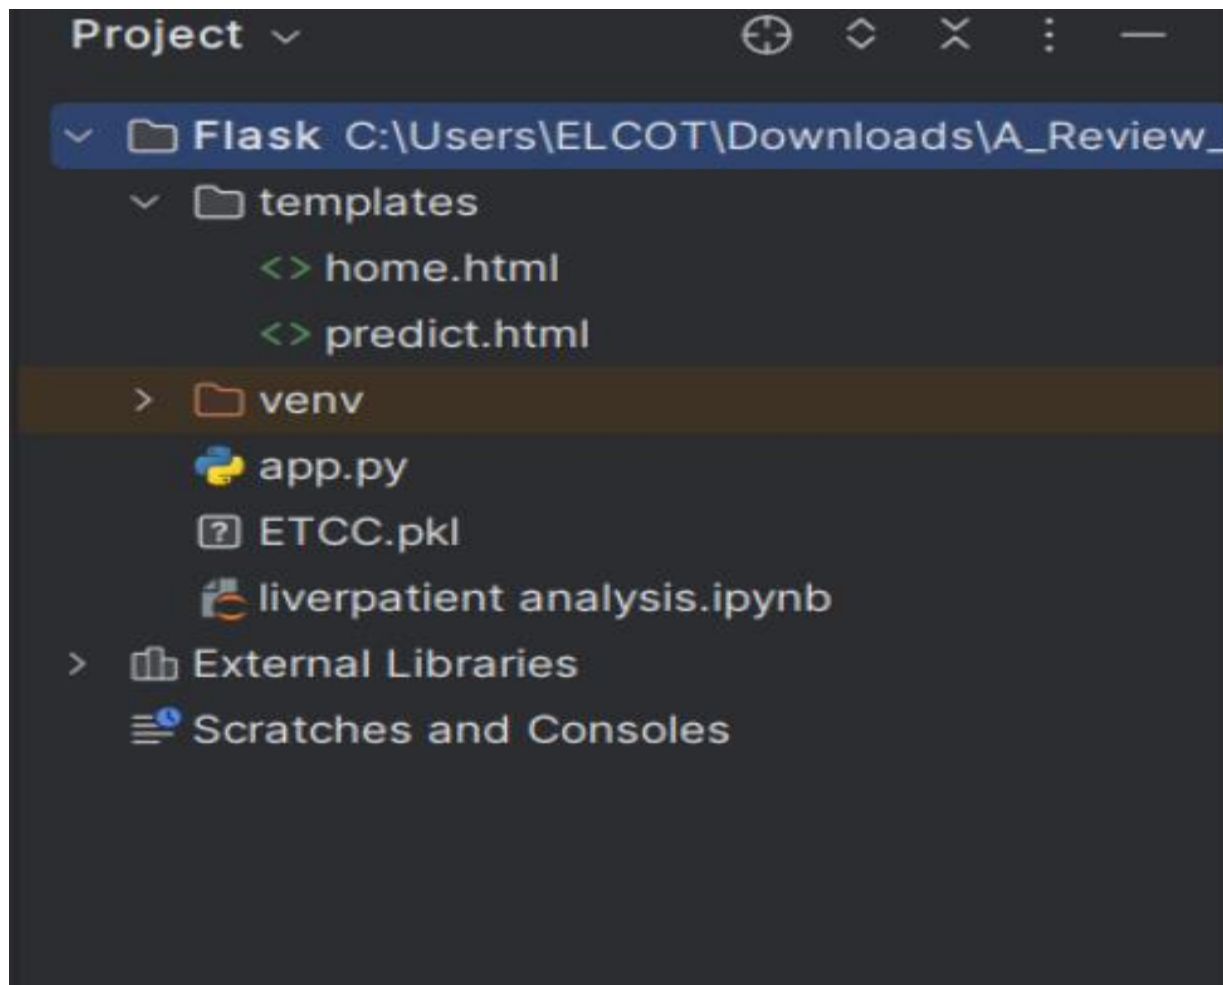 Project
Flask C:\Users\ELCOT\Downloads\A_Review_
templates
<> home.html
<> predict.html
venv
app.py
ETCC.pkl
liverpatient analysis.ipynb
External Libraries
Scratches and Consoles